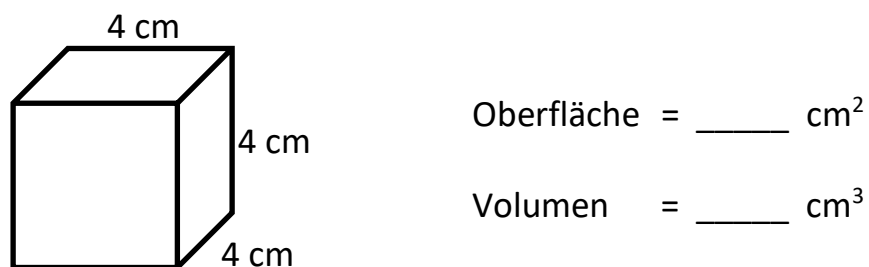 4 cm
4 cm
4 cm
Oberfläche = _____ cm²
Volumen = _____ cm³